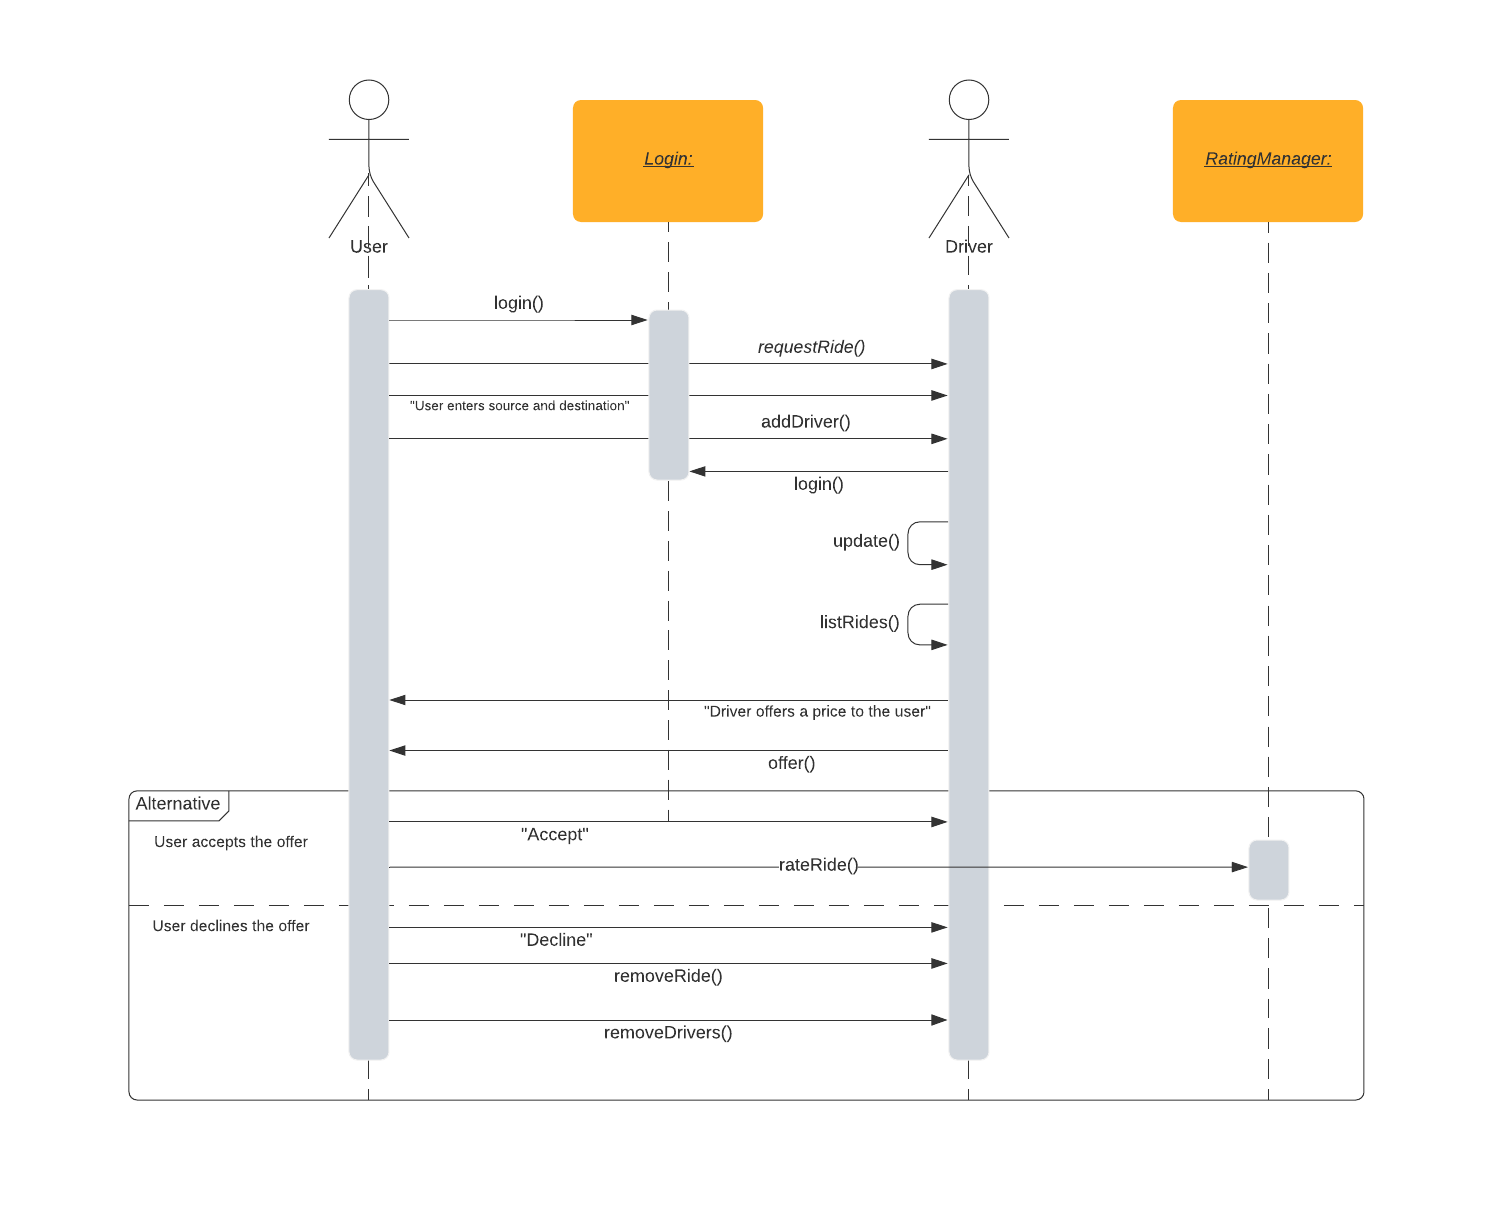 Login:
RatingManager:
User
Driver
login()
requestRide()
"User enters source and destination"
addDriver()
login()
update()
listRides()
"Driver offers a price to the user"
offer()
Alternative
"Accept"
User accepts the offer
rateRide()
User declines the offer
"Decline"
removeRide()
removeDrivers()